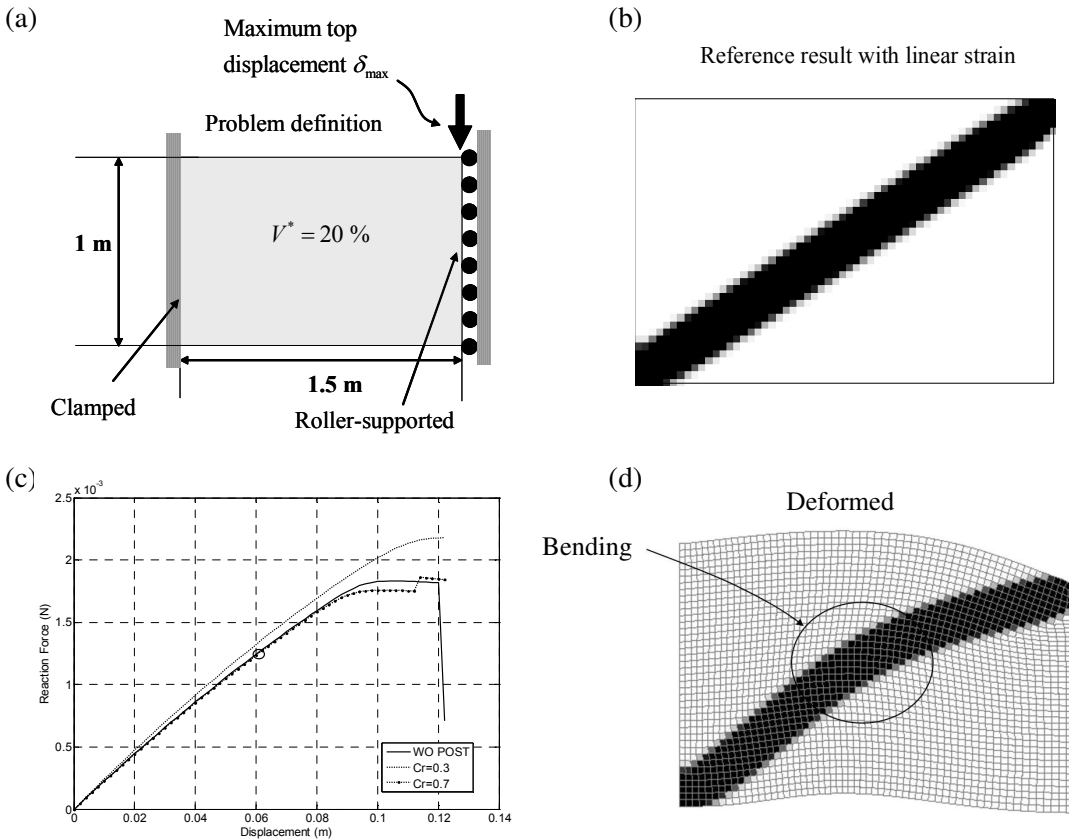 (a)
Maximum top
displacement δmax
Problem definition
1 m
V* = 20 %
1.5 m
Clamped
Roller-supported
(b)
Reference result with linear strain
(c)
x 10^-3
2.5
2
1.5
1
0.5
0
Reaction Force (N)
0
0.02
0.04
0.06
0.08
0.1
0.12
0.14
Displacement (m)
WO POST
Cr=0.3
Cr=0.7
(d)
Deformed
Bending